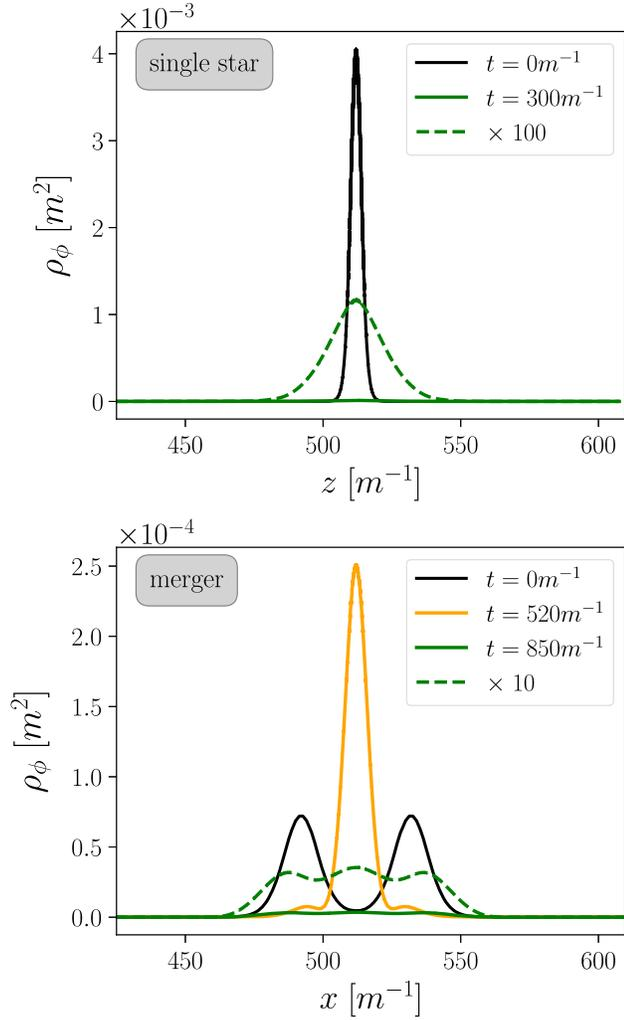 ×10⁻³
single star
t = 0m⁻¹
t = 300m⁻¹
× 100
4
3
2
1
0
ρ_ϕ [m²]
450 500 550 600
z [m⁻¹]
×10⁻⁴
merger
t = 0m⁻¹
t = 520m⁻¹
t = 850m⁻¹
× 10
2.5
2.0
1.5
1.0
0.5
0.0
ρ_ϕ [m²]
450 500 550 600
x [m⁻¹]